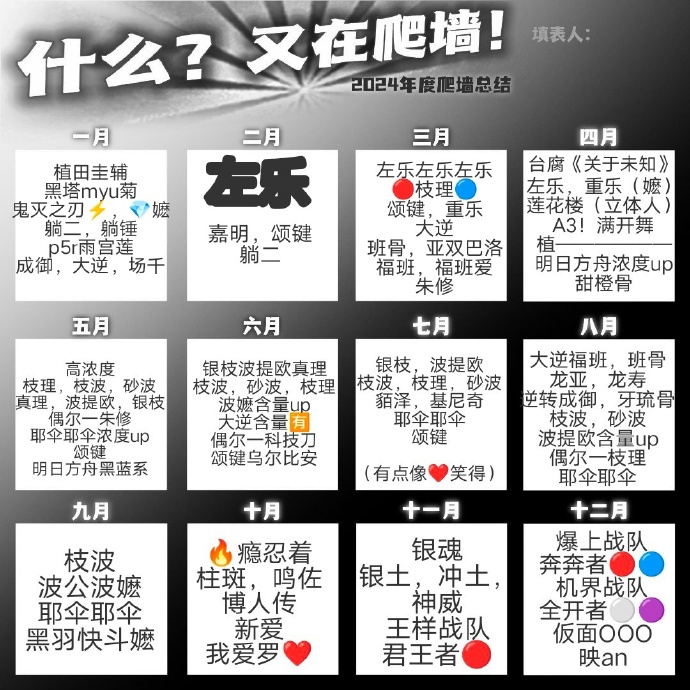 什么？又在爬墙！
填表人：
2024年度爬墙总结
一月
植田圭辅
黑塔myu菊
鬼灭之刃⚡，💎嬷
躺二，躺锤
p5r雨宫莲
成御，大逆，场千
二月
左乐
嘉明，颂键
躺二
三月
左乐左乐左乐
🔴枝理🔵
颂键，重乐
大逆
班骨，亚双巴洛
福班，福班爱
朱修
四月
台腐《关于未知》
左乐，重乐（嬷）
莲花楼（立体人）
A3！满开舞
植——————
明日方舟浓度up
甜橙骨
五月
高浓度
枝理，枝波，砂波
真理，波提欧，银枝
偶尔一朱修
耶伞耶伞浓度up
颂键
明日方舟黑蓝系
六月
银枝波提欧真理
枝波，砂波，枝理
波嬷含量up
大逆含量🈶
偶尔一科技刀
颂键乌尔比安
七月
银枝，波提欧
枝波，枝理，砂波
貊泽，基尼奇
耶伞耶伞
颂键
（有点像❤️笑得）
八月
大逆福班，班骨
龙亚，龙寿
逆转成御，牙琉骨
枝波，砂波
波提欧含量up
偶尔一枝理
耶伞耶伞
九月
枝波
波公波嬷
耶伞耶伞
黑羽快斗嬷
十月
🔥瘾忍着
柱斑，鸣佐
博人传
新爱
我爱罗❤️
十一月
银魂
银土，冲土，
神威
王样战队
君王者🔴
十二月
爆上战队
奔奔者🔴🔵
机界战队
全开者⚪🟣
假面OOO
映an